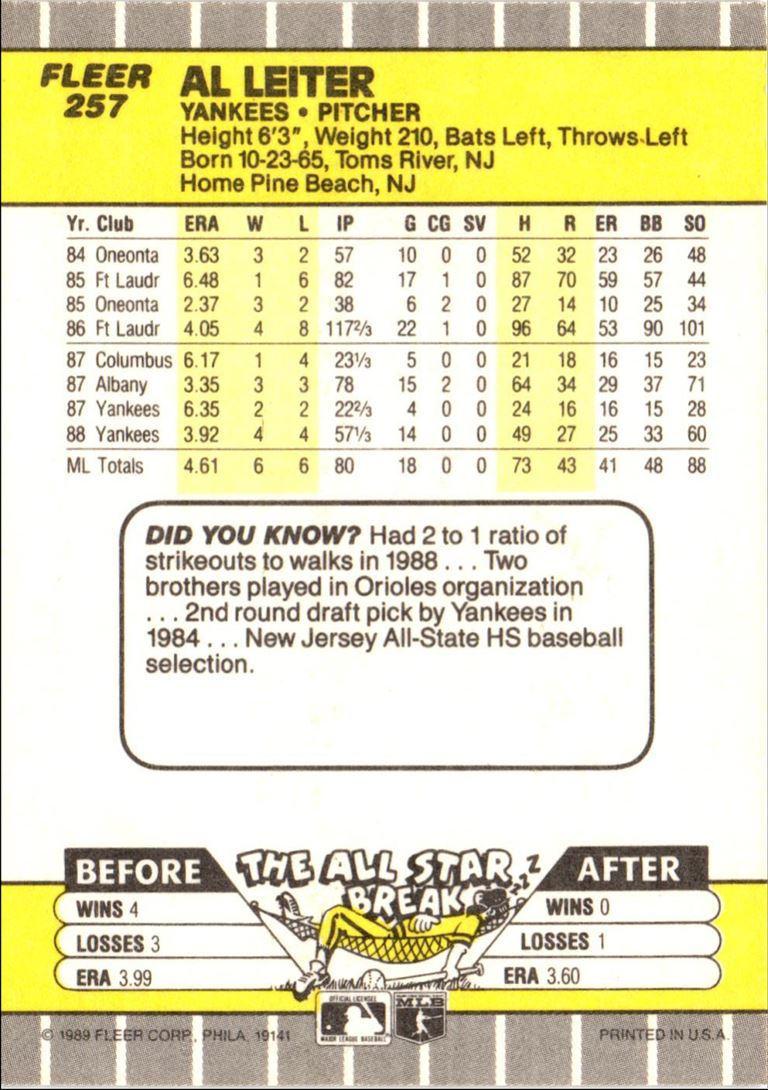 FLEER
257
AL LEITER
YANKEES • PITCHER
Height 6'3", Weight 210, Bats Left, Throws Left
Born 10-23-65, Toms River, NJ
Home Pine Beach, NJ
Yr. Club ERA W L IP G CG SV H R ER BB SO
84 Oneonta 3.63 3 2 57 10 0 0 52 32 23 26 48
85 Ft Laudr 6.48 1 6 82 17 1 0 87 70 59 57 44
85 Oneonta 2.37 3 2 38 6 2 0 27 14 10 25 34
86 Ft Laudr 4.05 4 8 117⅔ 22 1 0 96 64 53 90 101
87 Columbus 6.17 1 4 23⅓ 5 0 0 21 18 16 15 23
87 Albany 3.35 3 3 78 15 2 0 64 34 29 37 71
87 Yankees 6.35 2 2 22⅔ 4 0 0 24 16 16 15 28
88 Yankees 3.92 4 4 57⅓ 14 0 0 49 27 25 33 60
ML Totals 4.61 6 6 80 18 0 0 73 43 41 48 88
DID YOU KNOW? Had 2 to 1 ratio of
strikeouts to walks in 1988 . . . Two
brothers played in Orioles organization
. . . 2nd round draft pick by Yankees in
1984 . . . New Jersey All-State HS baseball
selection.
BEFORE THE ALL STAR BREAK zzzz AFTER
WINS 4 WINS 0
LOSSES 3 LOSSES 1
ERA 3.99 ERA 3.60
OFFICIAL LICENSEE
MAJOR LEAGUE BASEBALL
MLB
© 1989 FLEER CORP., PHILA. 19141 PRINTED IN U.S.A.